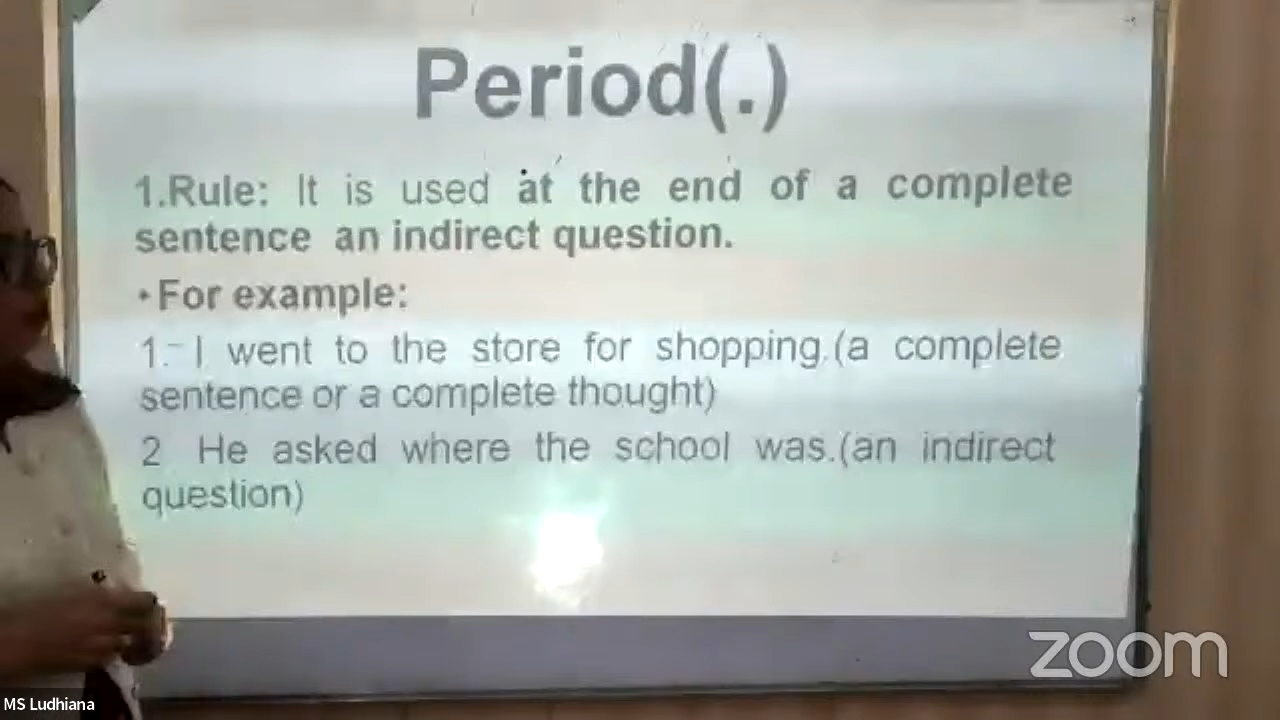 Period(.)
1.Rule: It is used at the end of a complete
sentence an indirect question.
• For example:
1. I went to the store for shopping.(a complete
sentence or a complete thought)
2 He asked where the school was.(an indirect
question)
zoom
MS Ludhiana